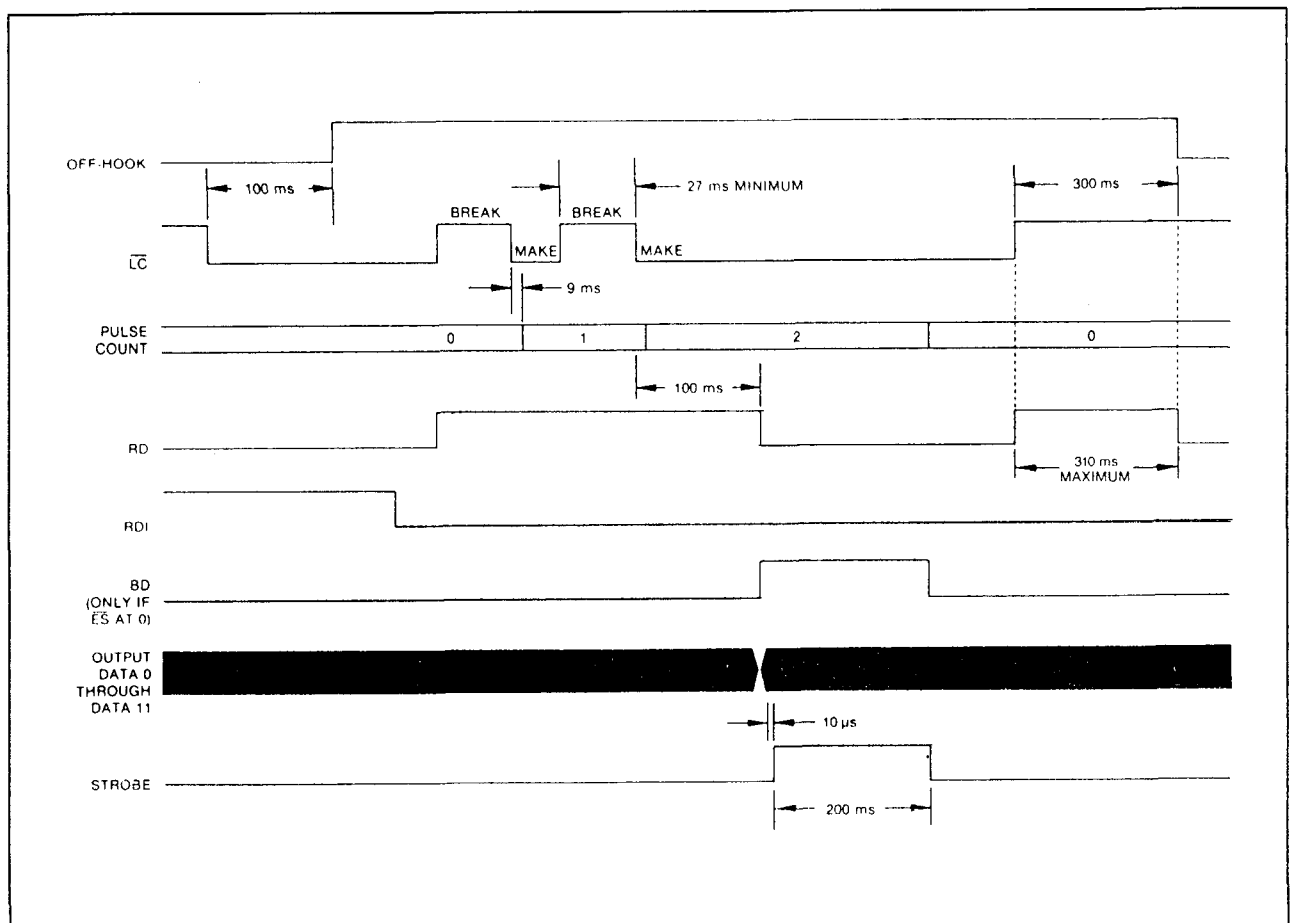 OFF-HOOK
100 ms
27 ms MINIMUM
300 ms
BREAK
BREAK
MAKE
MAKE
LC
9 ms
PULSE
COUNT
0
1
2
0
100 ms
RD
310 ms
MAXIMUM
RDI
BD
(ONLY IF
ES AT 0)
OUTPUT
DATA 0
THROUGH
DATA 11
10 µs
STROBE
200 ms